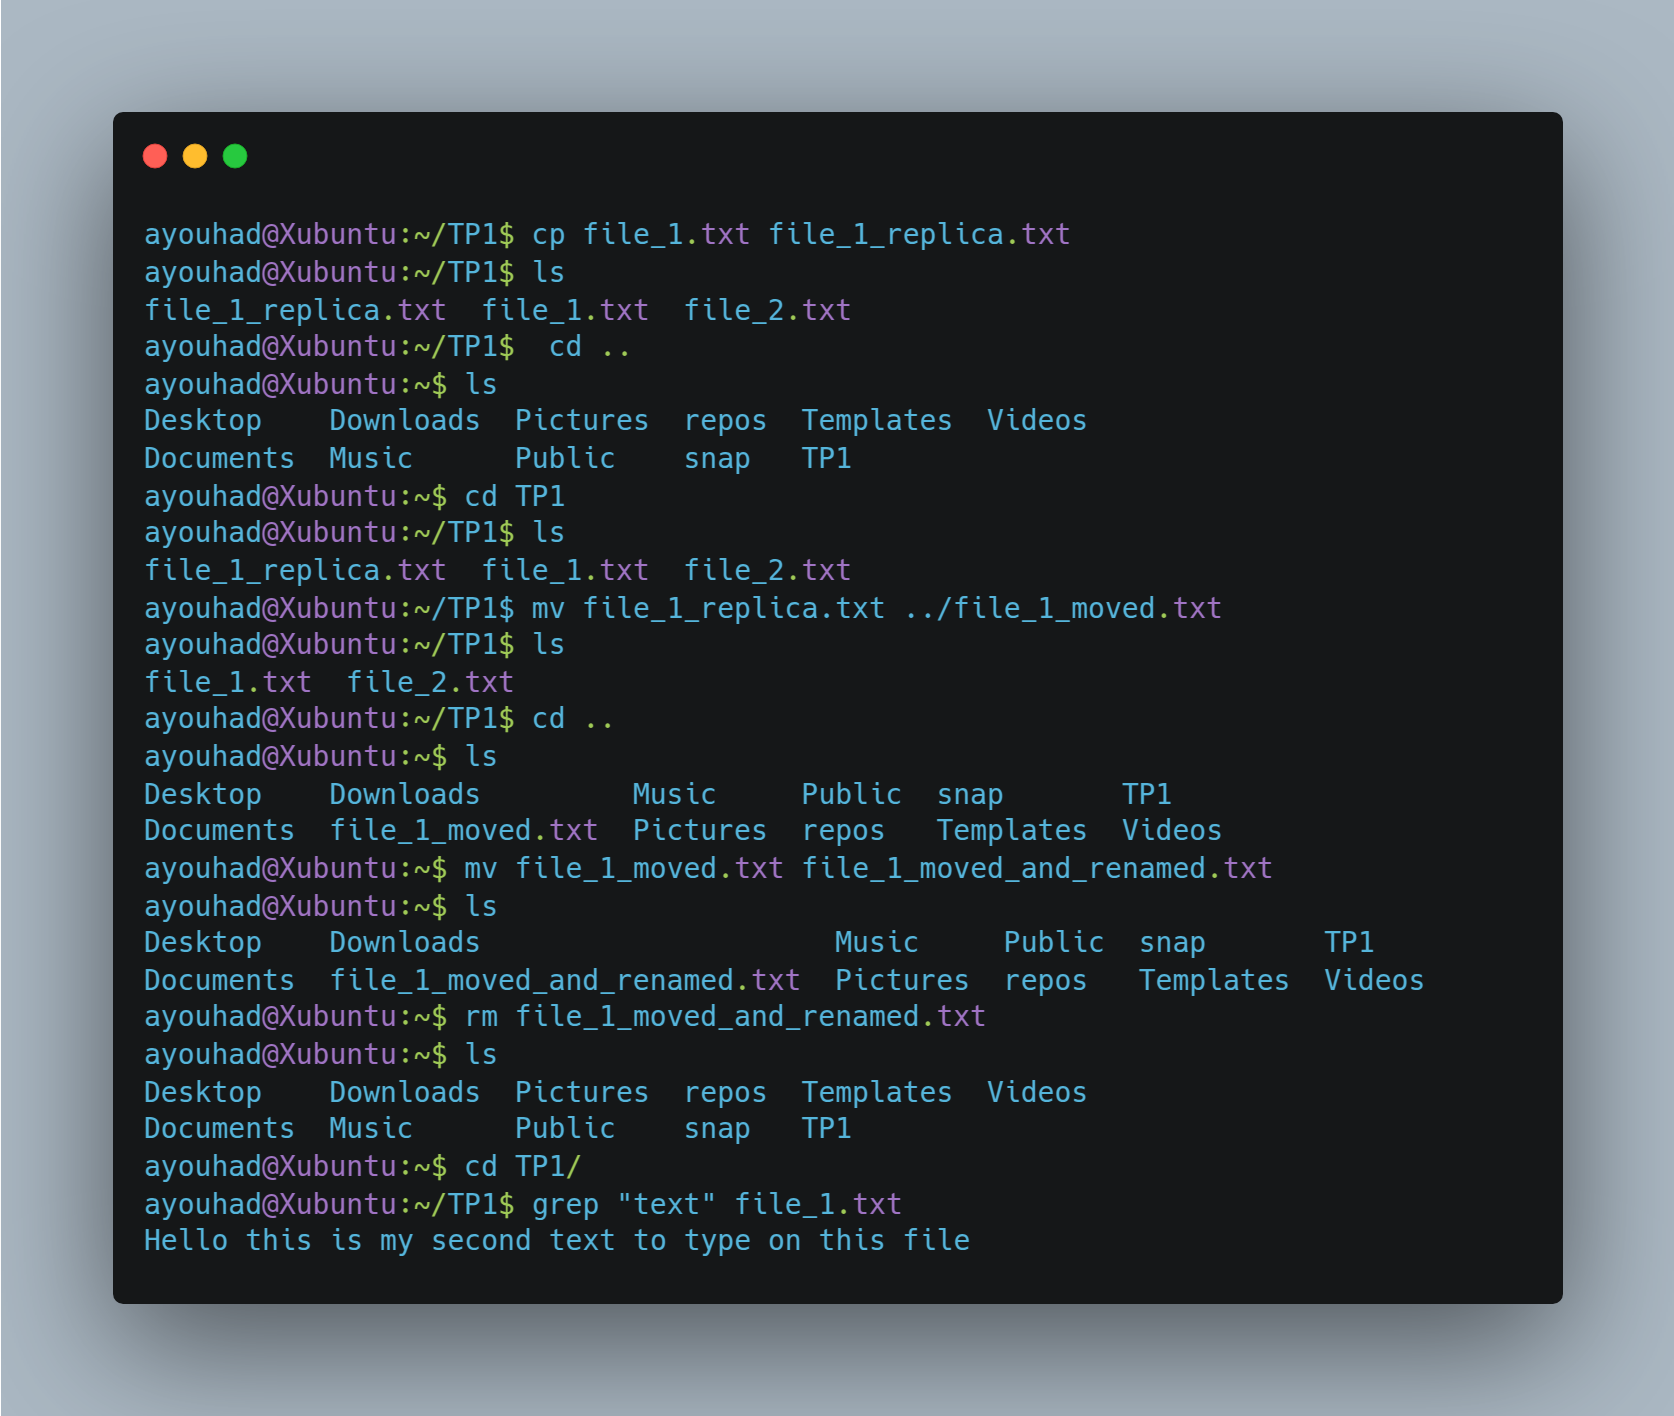 ayouhad@Xubuntu:~/TP1$ cp file_1.txt file_1_replica.txt
ayouhad@Xubuntu:~/TP1$ ls
file_1_replica.txt  file_1.txt  file_2.txt
ayouhad@Xubuntu:~/TP1$  cd ..
ayouhad@Xubuntu:~$ ls
Desktop    Downloads  Pictures  repos  Templates  Videos
Documents  Music      Public    snap   TP1
ayouhad@Xubuntu:~$ cd TP1
ayouhad@Xubuntu:~/TP1$ ls
file_1_replica.txt  file_1.txt  file_2.txt
ayouhad@Xubuntu:~/TP1$ mv file_1_replica.txt ../file_1_moved.txt
ayouhad@Xubuntu:~/TP1$ ls
file_1.txt  file_2.txt
ayouhad@Xubuntu:~/TP1$ cd ..
ayouhad@Xubuntu:~$ ls
Desktop    Downloads         Music     Public  snap       TP1
Documents  file_1_moved.txt  Pictures  repos   Templates  Videos
ayouhad@Xubuntu:~$ mv file_1_moved.txt file_1_moved_and_renamed.txt
ayouhad@Xubuntu:~$ ls
Desktop    Downloads                     Music     Public  snap       TP1
Documents  file_1_moved_and_renamed.txt  Pictures  repos   Templates  Videos
ayouhad@Xubuntu:~$ rm file_1_moved_and_renamed.txt
ayouhad@Xubuntu:~$ ls
Desktop    Downloads  Pictures  repos  Templates  Videos
Documents  Music      Public    snap   TP1
ayouhad@Xubuntu:~$ cd TP1/
ayouhad@Xubuntu:~/TP1$ grep "text" file_1.txt
Hello this is my second text to type on this file